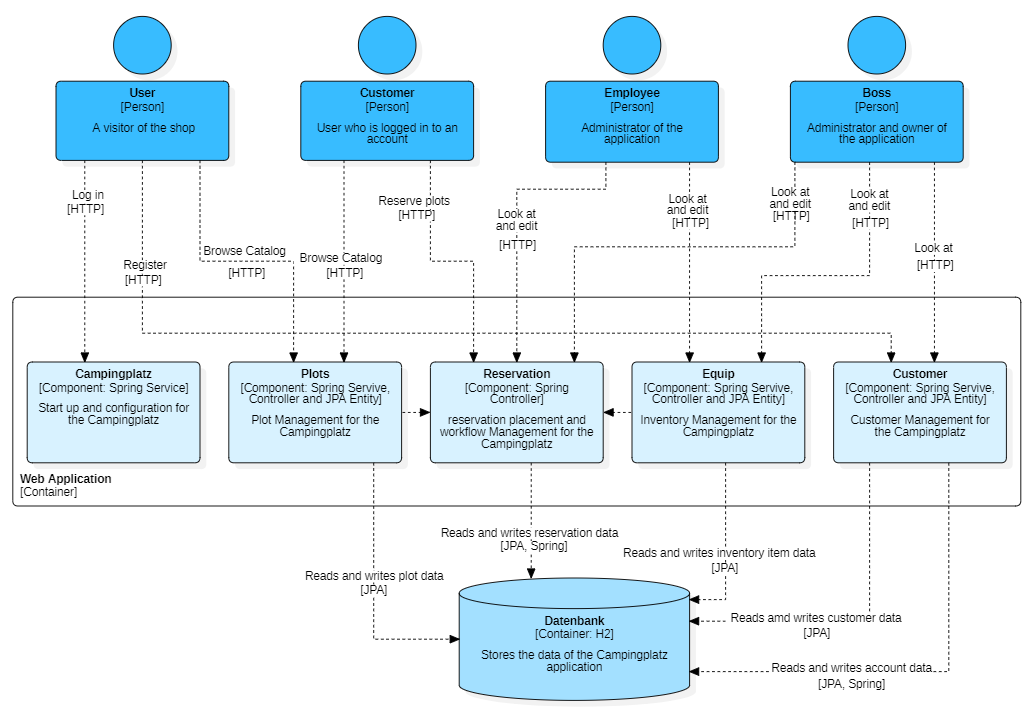 User
[Person]
A visitor of the shop
Customer
[Person]
User who is logged in to an
account
Employee
[Person]
Administrator of the
application
Boss
[Person]
Administrator and owner of
the application
Log in
[HTTP]
Register
[HTTP]
Browse Catalog
[HTTP]
Browse Catalog
[HTTP]
Reserve plots
[HTTP]
Look at
and edit
[HTTP]
Look at
and edit
[HTTP]
Look at
and edit
[HTTP]
Look at
and edit
[HTTP]
Look at
[HTTP]
Campingplatz
[Component: Spring Service]
Start up and configuration for
the Campingplatz
Plots
[Component: Spring Servive,
Controller and JPA Entity]
Plot Management for the
Campingplatz
Reservation
[Component: Spring
Controller]
reservation placement and
workflow Management for the
Campingplatz
Equip
[Component: Spring Servive,
Controller and JPA Entity]
Inventory Management for the
Campingplatz
Customer
[Component: Spring Servive,
Controller and JPA Entity]
Customer Management for
the Campingplatz
Web Application
[Container]
Reads and writes reservation data
[JPA, Spring]
Reads and writes inventory item data
[JPA]
Reads and writes plot data
[JPA]
Reads amd writes customer data
[JPA]
Reads and writes account data
[JPA, Spring]
Datenbank
[Container: H2]
Stores the data of the Campingplatz
application